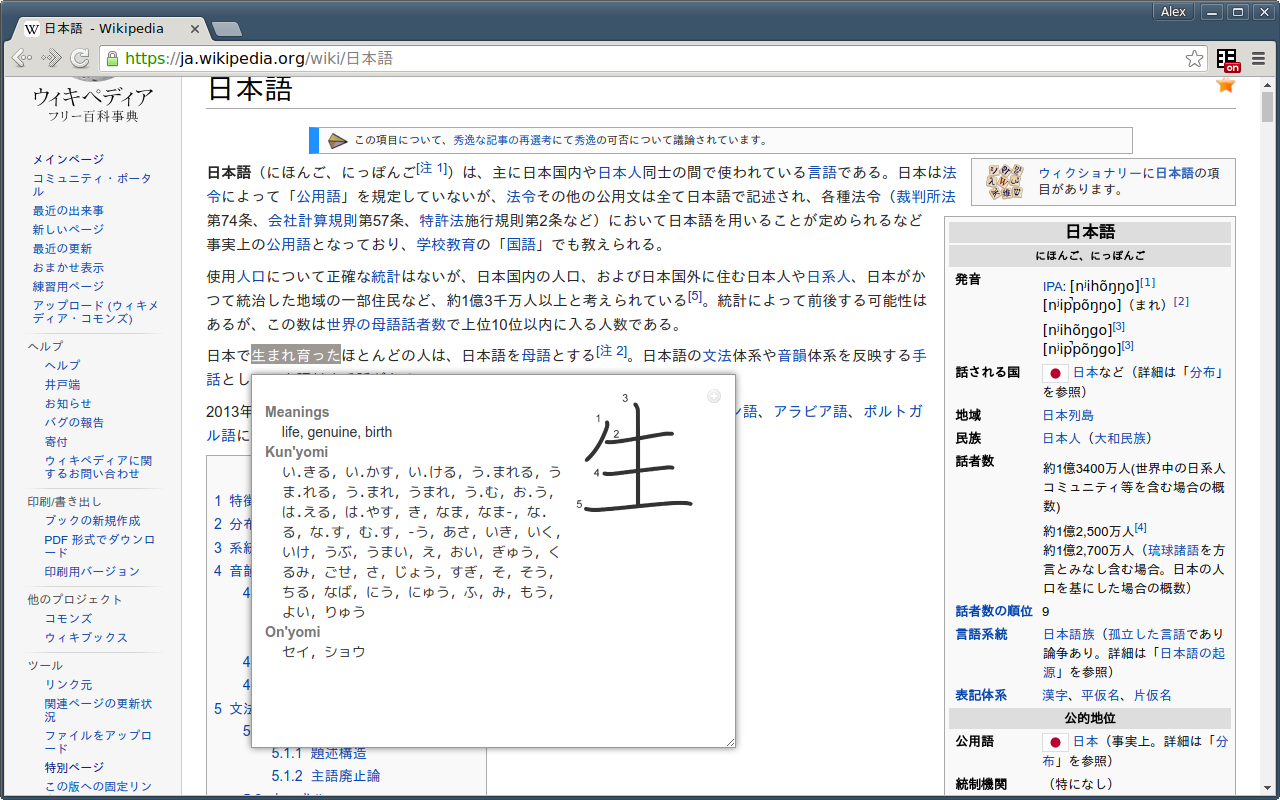 Alex
日本語 - Wikipedia
https://ja.wikipedia.org/wiki/日本語
on
ウィキペディア
フリー百科事典
メインページ
コミュニティ・ポータ
ル
最近の出来事
新しいページ
最近の更新
おまかせ表示
練習用ページ
アップロード (ウィキメ
ディア・コモンズ)
ヘルプ
ヘルプ
井戸端
お知らせ
バグの報告
寄付
ウィキペディアに関
するお問い合わせ
印刷/書き出し
ブックの新規作成
PDF 形式でダウンロ
ード
印刷用バージョン
他のプロジェクト
コモンズ
ウィキブックス
ツール
リンク元
関連ページの更新状
況
ファイルをアップロ
ード
特別ページ
この版への固定リン
日本語
この項目について、秀逸な記事の再選考にて秀逸の可否について議論されています。
日本語（にほんご、にっぽんご[注 1]）は、主に日本国内や日本人同士の間で使われている言語である。日本は法
令によって「公用語」を規定していないが、法令その他の公用文は全て日本語で記述され、各種法令（裁判所法
第74条、会社計算規則第57条、特許法施行規則第2条など）において日本語を用いることが定められるなど
事実上の公用語となっており、学校教育の「国語」でも教えられる。
使用人口について正確な統計はないが、日本国内の人口、および日本国外に住む日本人や日系人、日本がか
つて統治した地域の一部住民など、約1億3千万人以上と考えられている[5]。統計によって前後する可能性は
あるが、この数は世界の母語話者数で上位10位以内に入る人数である。
日本で生まれ育ったほとんどの人は、日本語を母語とする[注 2]。日本語の文法体系や音韻体系を反映する手
話とし
2013年
ン語、アラビア語、ポルトガ
ル語に
1 特徴
2 分布
3 系統
4 音韻
4
4
4
5 文法
5
5.1.1 題述構造
5.1.2 主語廃止論
Meanings
life, genuine, birth
Kun'yomi
い.きる, い.かす, い.ける, う.まれる, う
ま.れる, う.まれ, うまれ, う.む, お.う,
は.える, は.やす, き, なま, なま-, な.
る, な.す, む.す, -う, あさ, いき, いく,
いけ, うぶ, うまい, え, おい, ぎゅう, く
るみ, ごせ, さ, じょう, すぎ, そ, そう,
ちる, なば, にう, にゅう, ふ, み, もう,
よい, りゅう
On'yomi
セイ, ショウ
生
1
2
3
4
5
ウィクショナリーに日本語の項
目があります。
日本語
にほんご、にっぽんご
発音 IPA: [nʲihõŋŋo][1]
[nʲip̚põŋŋo]（まれ）[2]
[nʲihõŋgo][3]
[nʲip̚põŋgo][3]
話される国 日本など（詳細は「分布」
を参照）
地域 日本列島
民族 日本人（大和民族）
話者数 約1億3400万人(世界中の日系人
コミュニティ等を含む場合の概
数)
約1億2,500万人[4]
約1億2,700万人（琉球諸語を方
言とみなし含む場合。日本の人
口を基にした場合の概数）
話者数の順位 9
言語系統 日本語族（孤立した言語であり
論争あり。詳細は「日本語の起
源」を参照）
表記体系 漢字、平仮名、片仮名
公的地位
公用語 日本（事実上。詳細は「分
布」を参照）
統制機関 （特になし）